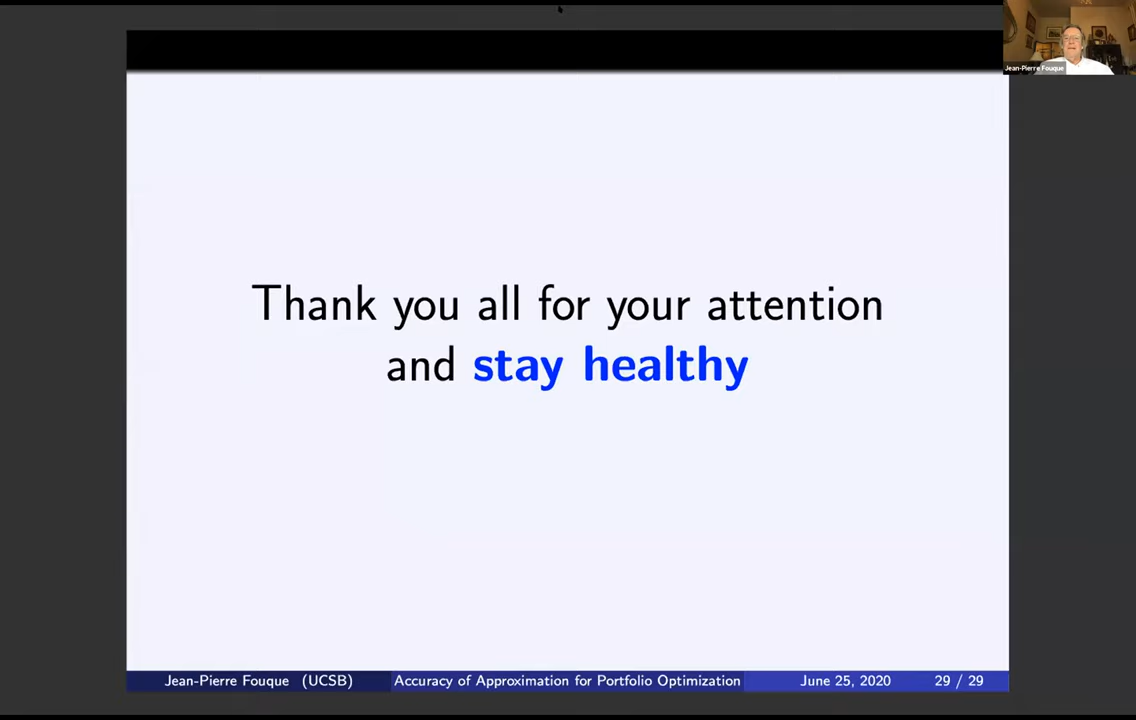 Jean-Pierre Fouque
Thank you all for your attention
and stay healthy
Jean-Pierre Fouque (UCSB) Accuracy of Approximation for Portfolio Optimization June 25, 2020 29 / 29